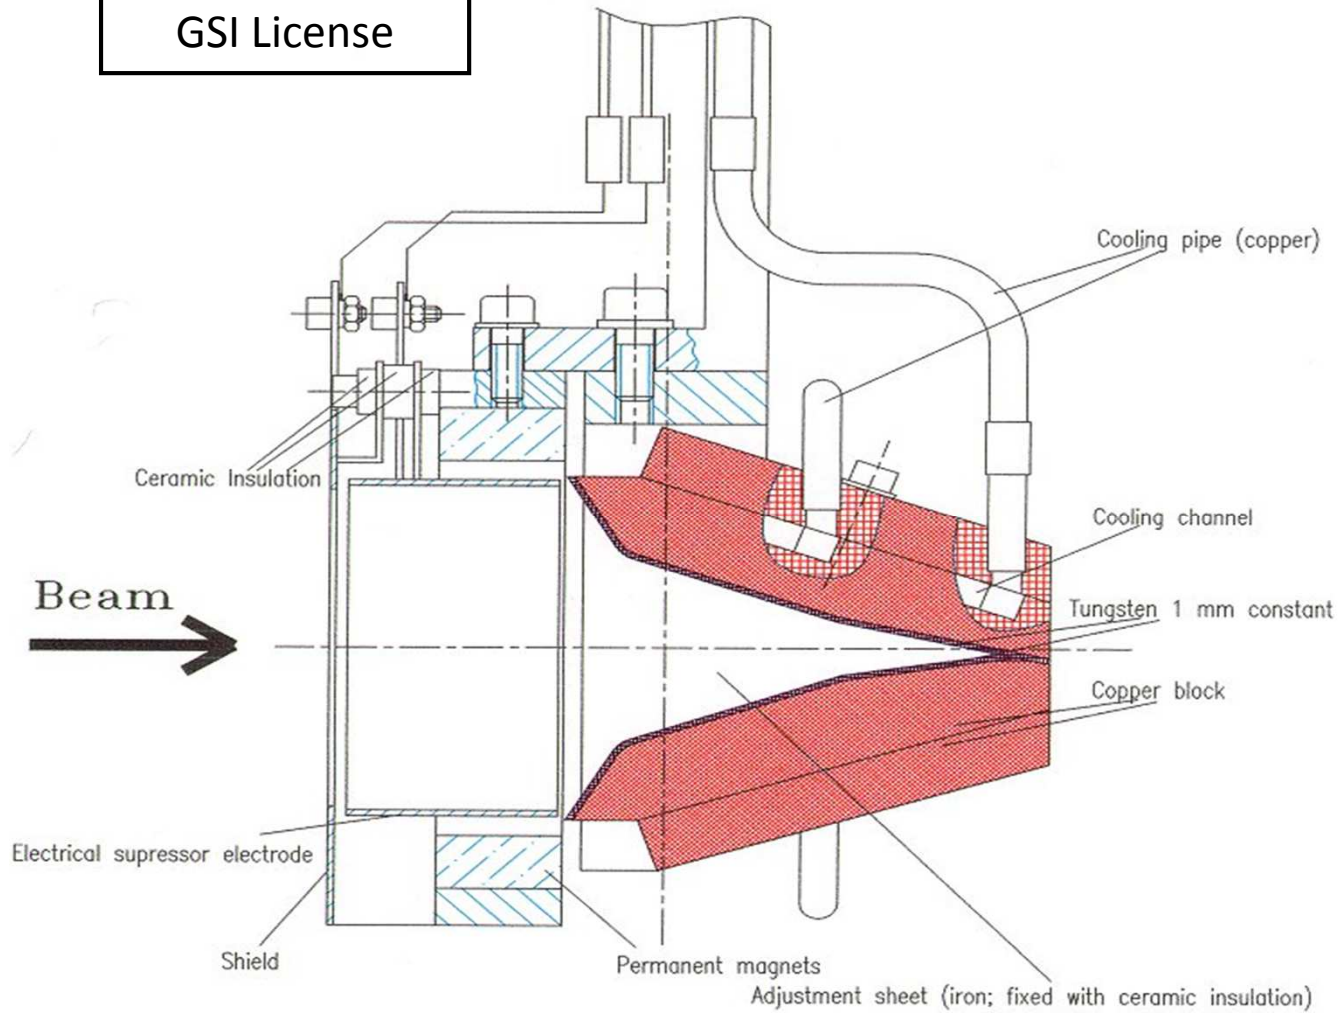 GSI License
Cooling pipe (copper)
Ceramic Insulation
Cooling channel
Beam
Tungsten 1 mm constant
Copper block
Electrical supressor electrode
Shield
Permanent magnets
Adjustment sheet (iron; fixed with ceramic insulation)